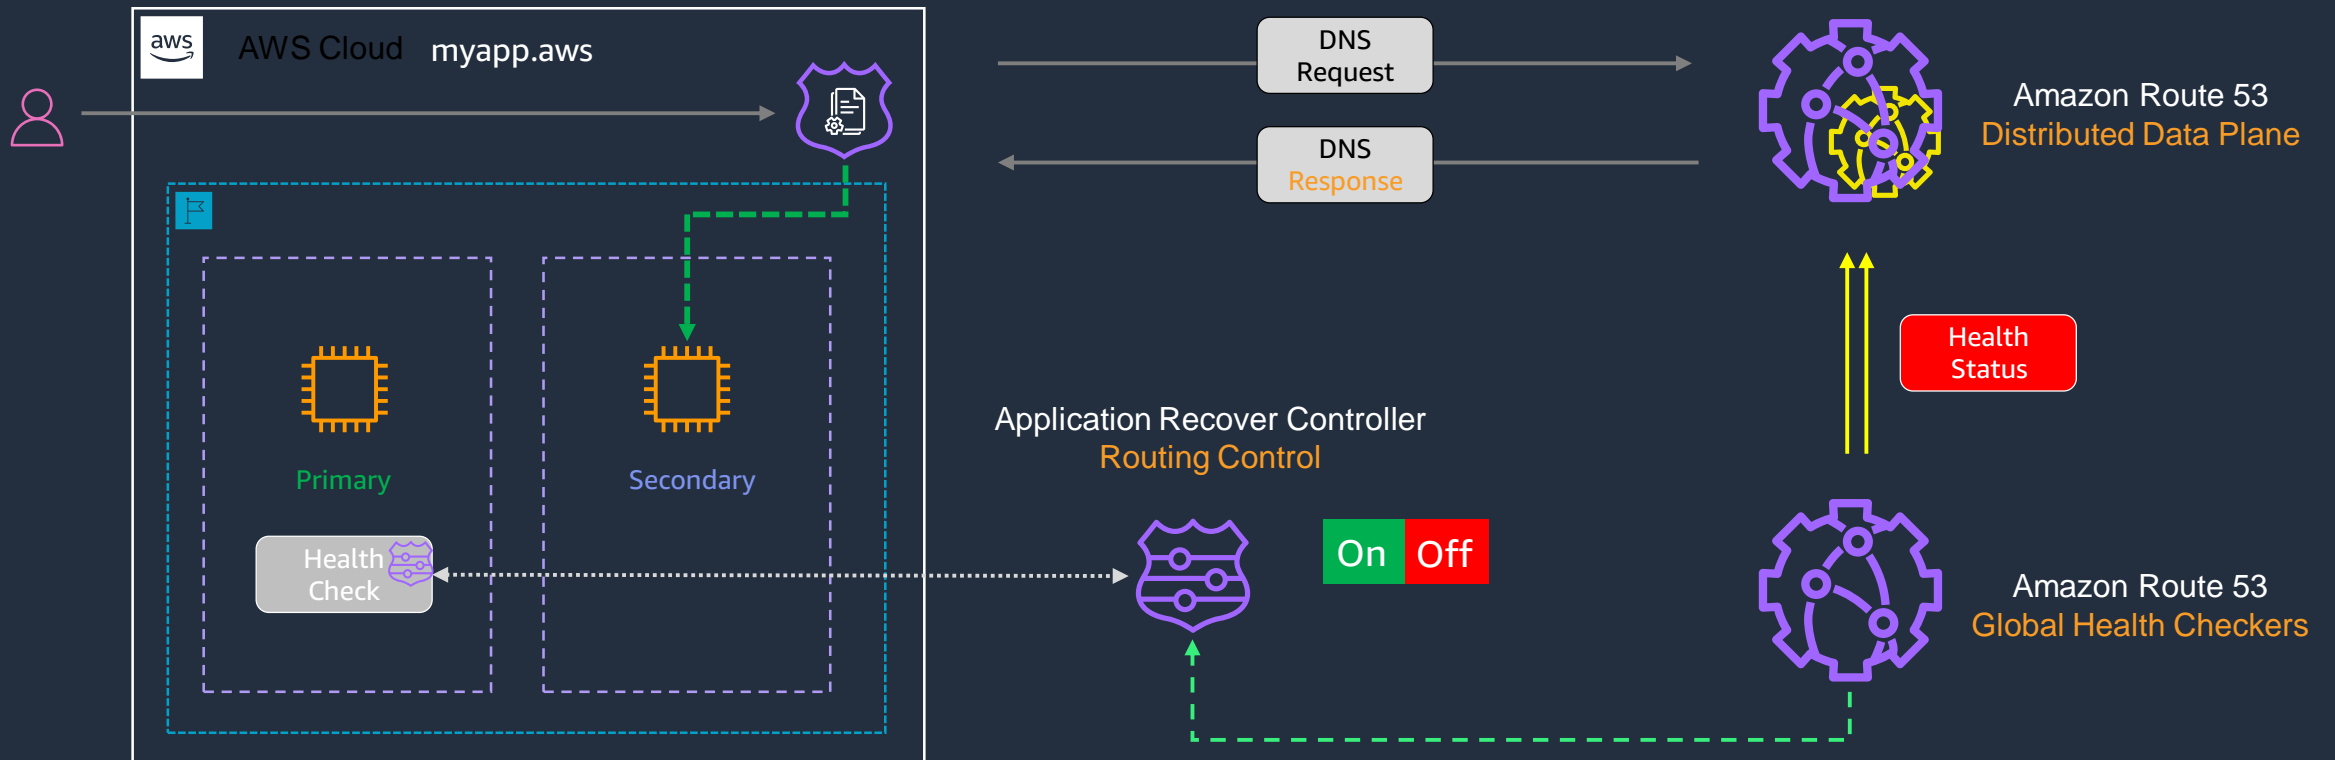 aws
AWS Cloud
myapp.aws
DNS
Request
DNS
Response
Amazon Route 53
Distributed Data Plane
Health
Status
Application Recover Controller
Routing Control
Primary
Secondary
Health
Check
On
Off
Amazon Route 53
Global Health Checkers